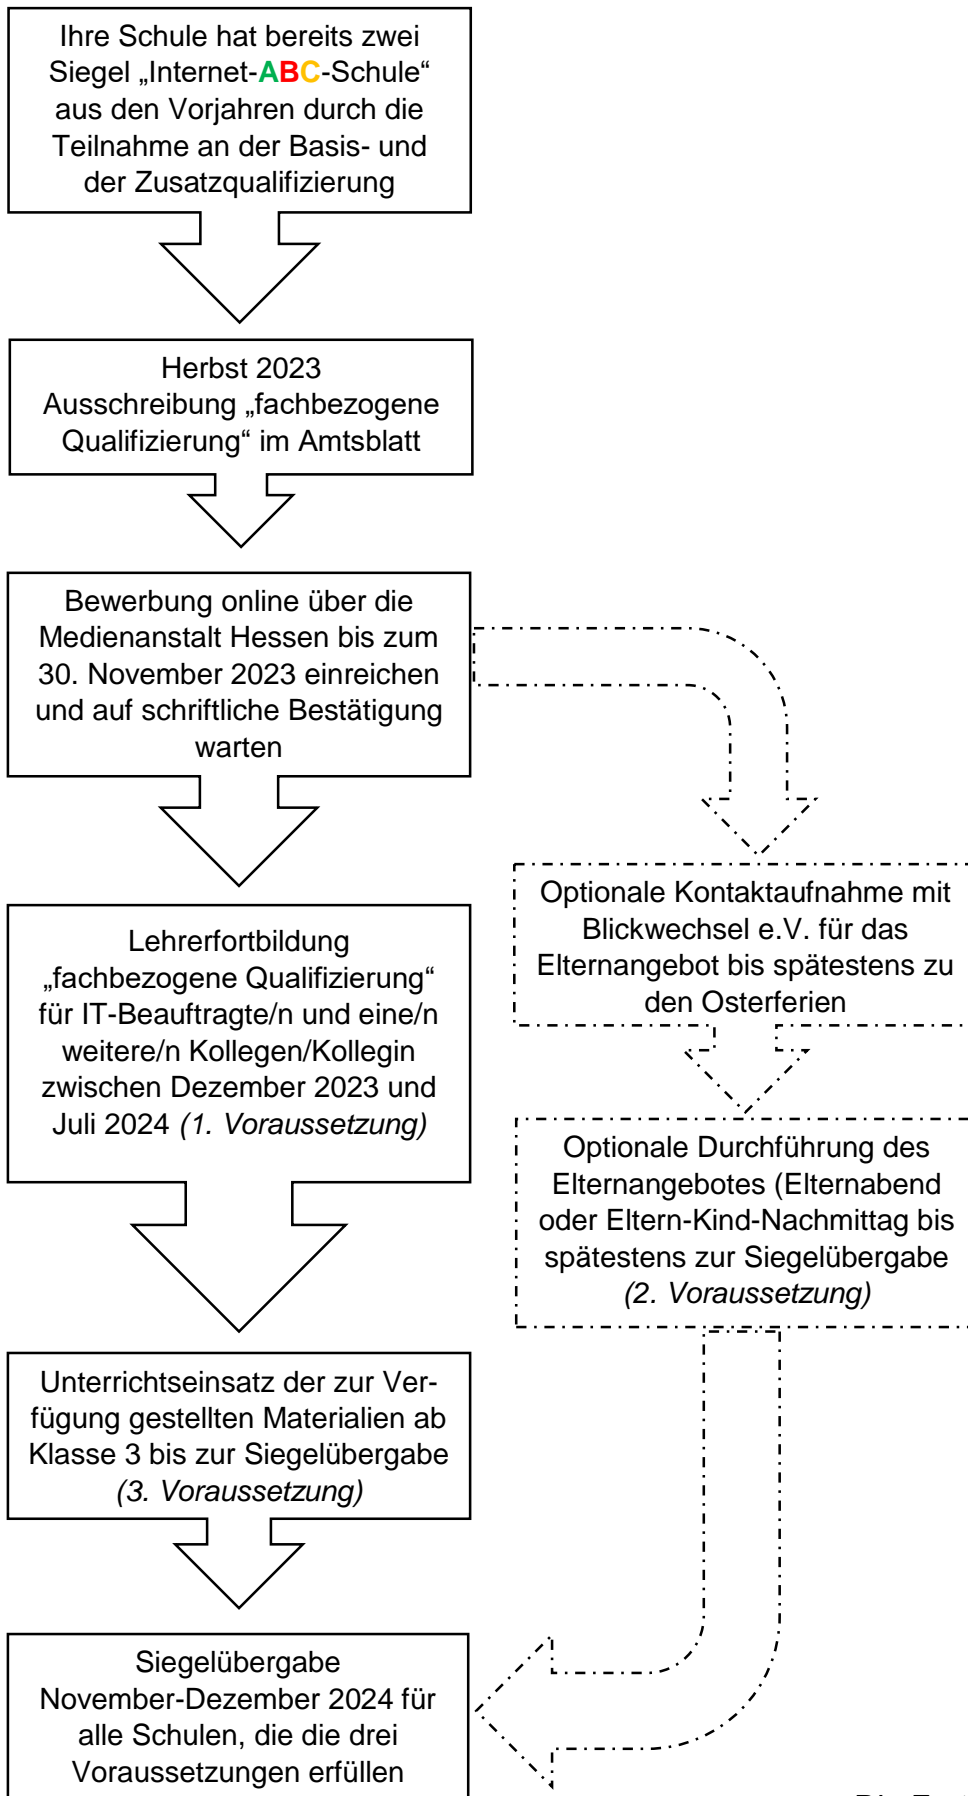 Ihre Schule hat bereits zwei
Siegel „Internet-ABC-Schule“
aus den Vorjahren durch die
Teilnahme an der Basis- und
der Zusatzqualifizierung
Herbst 2023
Ausschreibung „fachbezogene
Qualifizierung“ im Amtsblatt
Bewerbung online über die
Medienanstalt Hessen bis zum
30. November 2023 einreichen
und auf schriftliche Bestätigung
warten
Lehrerfortbildung
„fachbezogene Qualifizierung“
für IT-Beauftragte/n und eine/n
weitere/n Kollegen/Kollegin
zwischen Dezember 2023 und
Juli 2024 (1. Voraussetzung)
Optionale Kontaktaufnahme mit
Blickwechsel e.V. für das
Elternangebot bis spätestens zu
den Osterferien
Optionale Durchführung des
Elternangebotes (Elternabend
oder Eltern-Kind-Nachmittag bis
spätestens zur Siegelübergabe
(2. Voraussetzung)
Unterrichtseinsatz der zur Ver-
fügung gestellten Materialien ab
Klasse 3 bis zur Siegelübergabe
(3. Voraussetzung)
Siegelübergabe
November-Dezember 2024 für
alle Schulen, die die drei
Voraussetzungen erfüllen